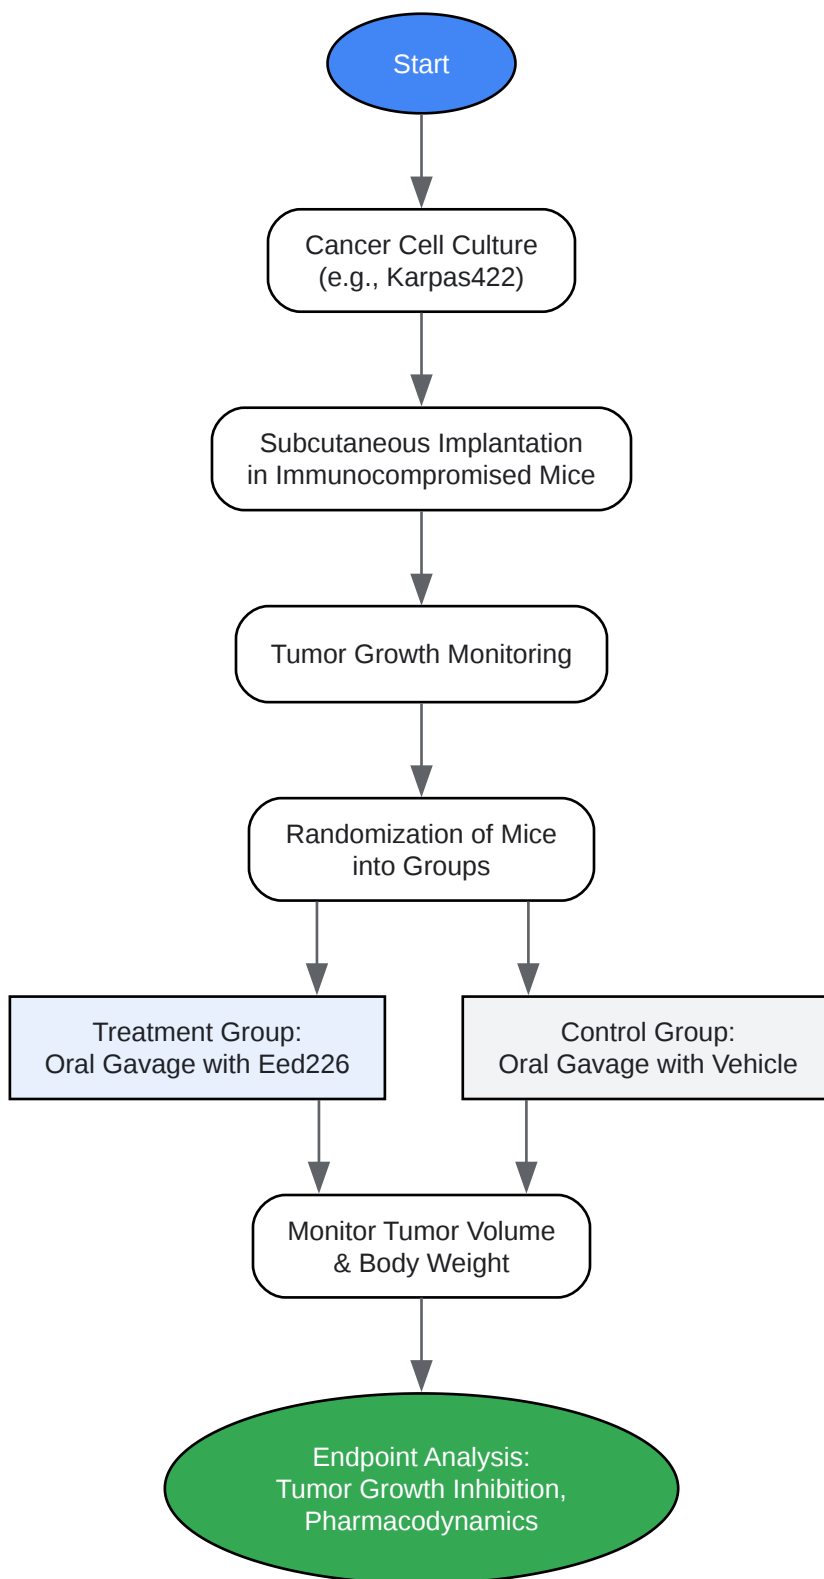 Start
Cancer Cell Culture
(e.g., Karpas422)
Subcutaneous Implantation
in Immunocompromised Mice
Tumor Growth Monitoring
Randomization of Mice
into Groups
Treatment Group:
Oral Gavage with Eed226
Control Group:
Oral Gavage with Vehicle
Monitor Tumor Volume
& Body Weight
Endpoint Analysis:
Tumor Growth Inhibition,
Pharmacodynamics